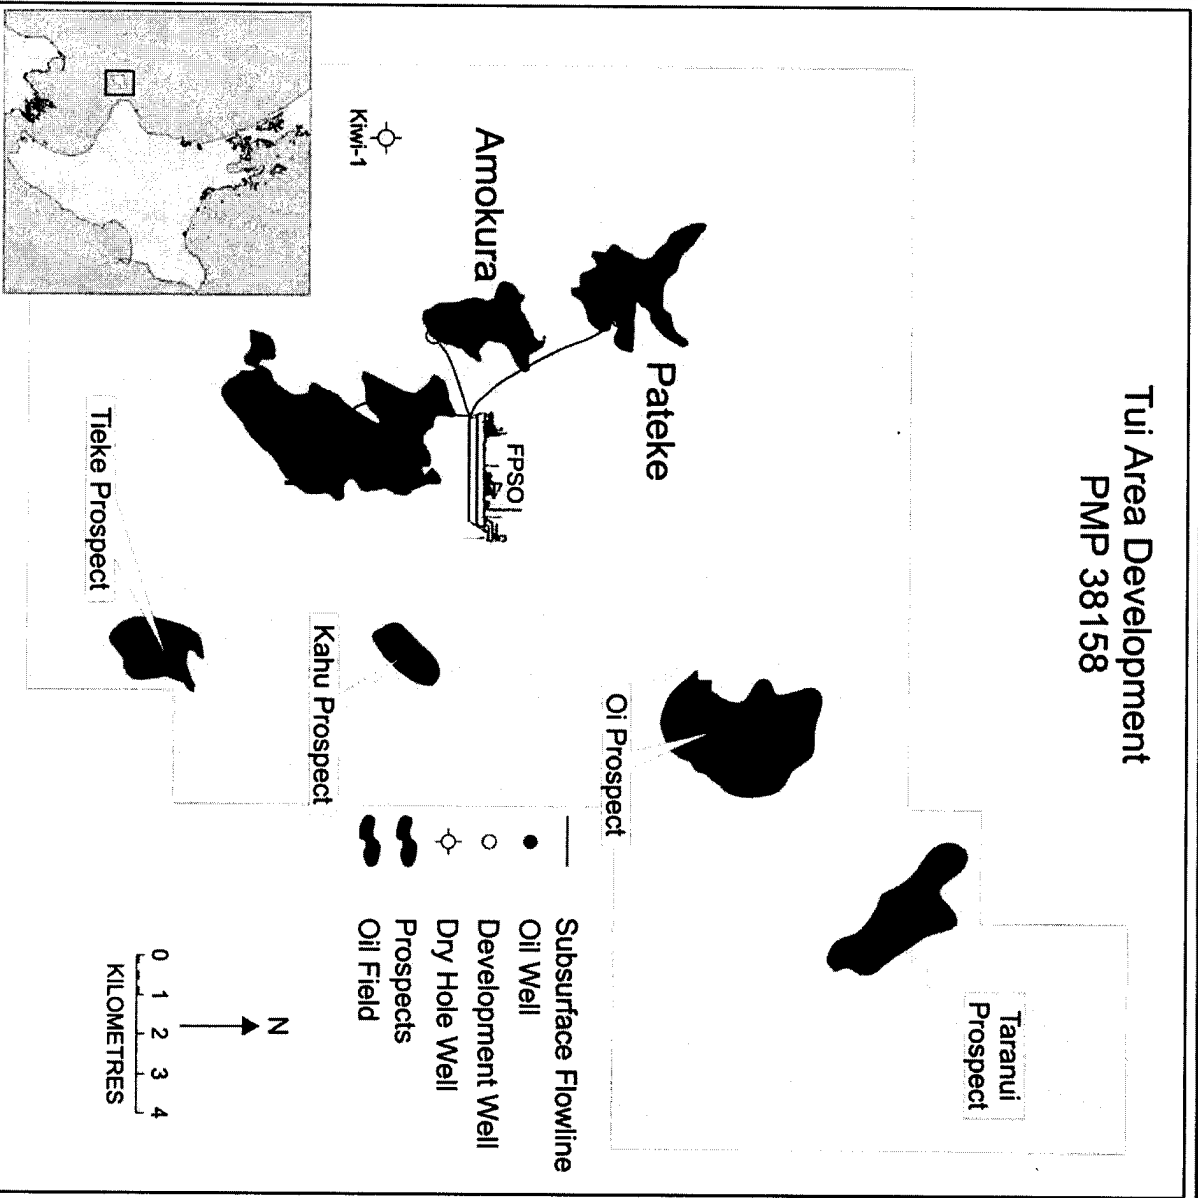 Tui Area Development
PMP 38158
Taranui
Prospect
Oi Prospect
Pateke
FPSO
Amokura
Kiwi-1
Kahu Prospect
Tieke Prospect
Subsurface Flowline
Oil Well
Development Well
Dry Hole Well
Prospects
Oil Field
N
0 1 2 3 4
KILOMETRES